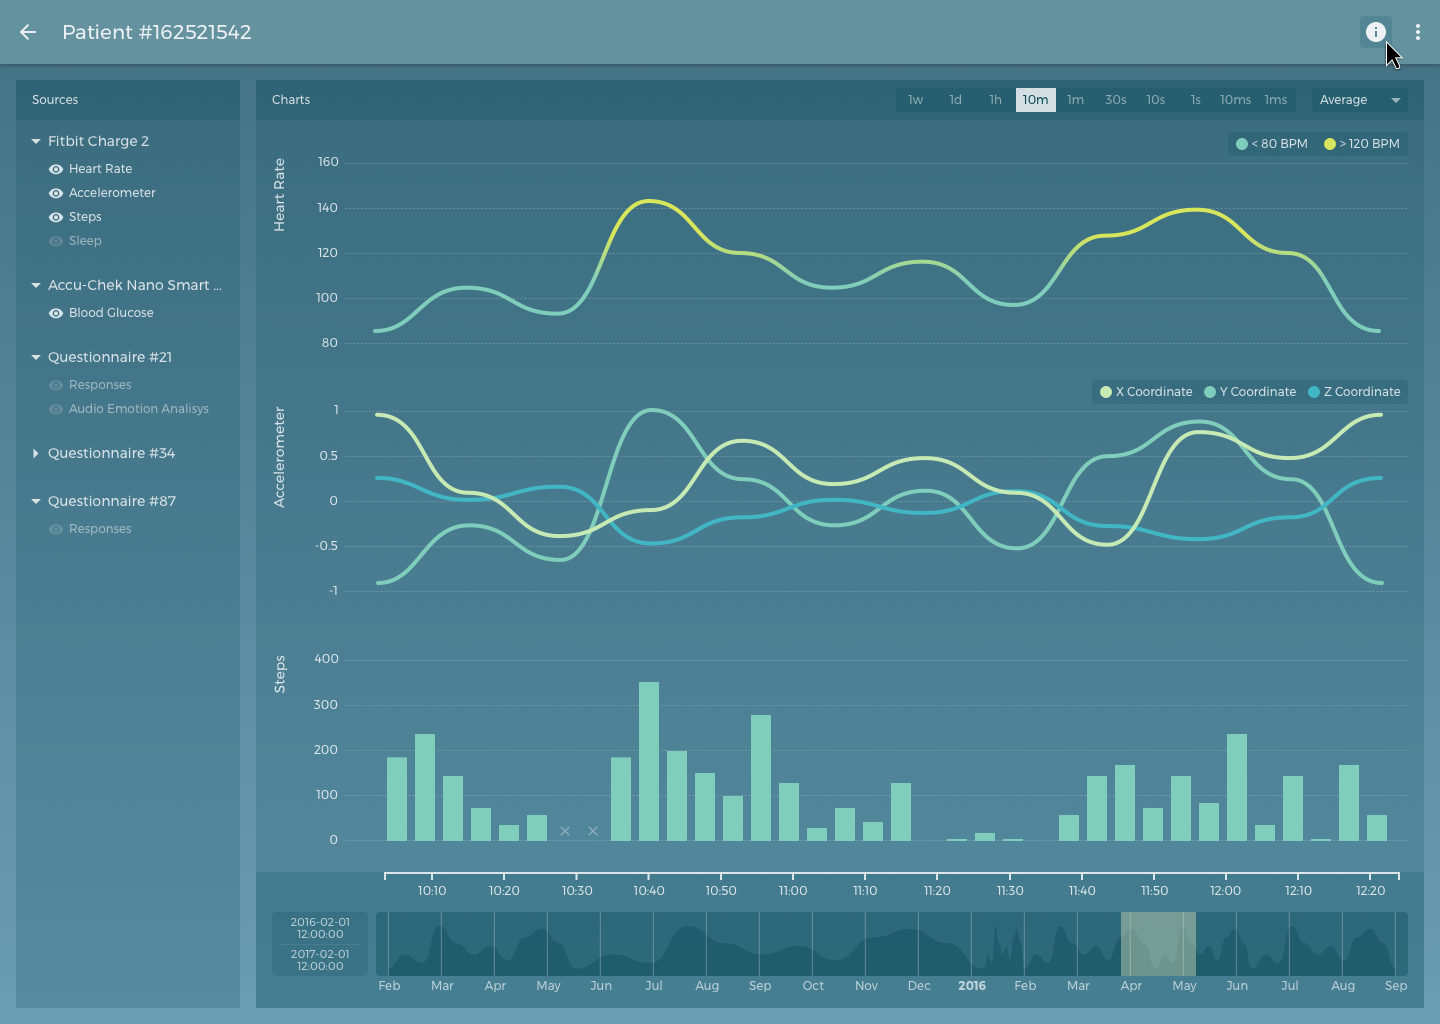 Patient #162521542
Sources
Fitbit Charge 2
Heart Rate
Accelerometer
Steps
Sleep
Accu-Chek Nano Smart ...
Blood Glucose
Questionnaire #21
Responses
Audio Emotion Analisys
Questionnaire #34
Questionnaire #87
Responses
Charts
1w 1d 1h 10m 1m 30s 10s 1s 10ms 1ms
Average
< 80 BPM > 120 BPM
Heart Rate
160
140
120
100
80
X Coordinate Y Coordinate Z Coordinate
Accelerometer
1
0.5
0
-0.5
-1
Steps
400
300
200
100
0
10:10 10:20 10:30 10:40 10:50 11:00 11:10 11:20 11:30 11:40 11:50 12:00 12:10 12:20
2016-02-01
12:00:00
2017-02-01
12:00:00
Feb Mar Apr May Jun Jul Aug Sep Oct Nov Dec 2016 Feb Mar Apr May Jun Jul Aug Sep